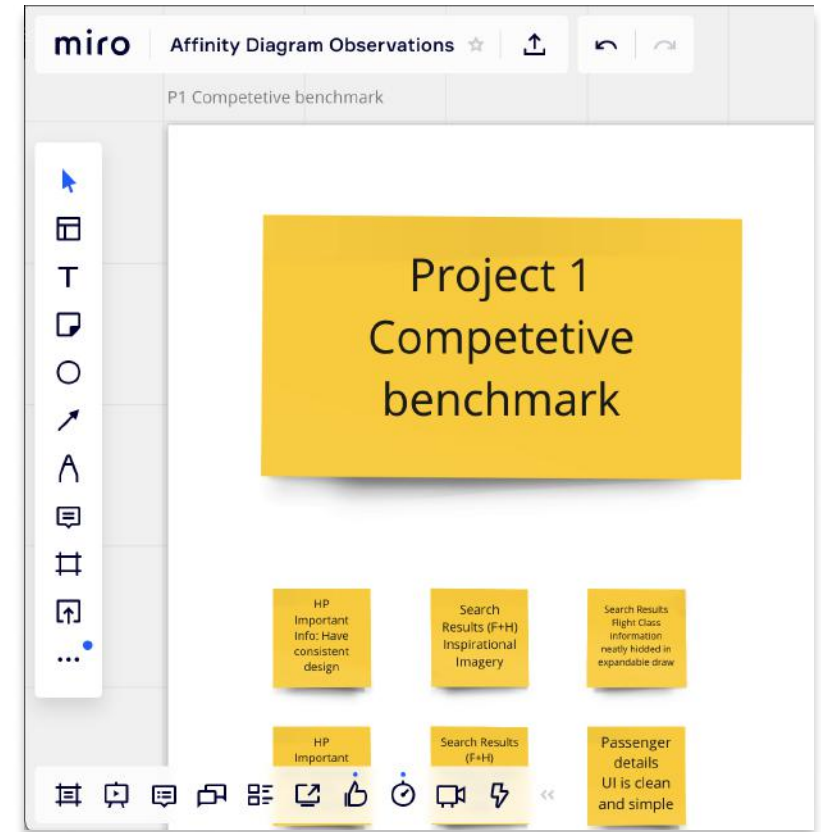 miro
Affinity Diagram Observations
P1 Competetive benchmark
T
Project 1
Competetive
benchmark
HP
Important
Info: Have
consistent
design
Search
Results (F+H)
Inspirational
Imagery
Search Results
Flight Class
information
neatly hidded in
expandable draw
HP
Important
Search Results
(F+H)
Passenger
details
UI is clean
and simple